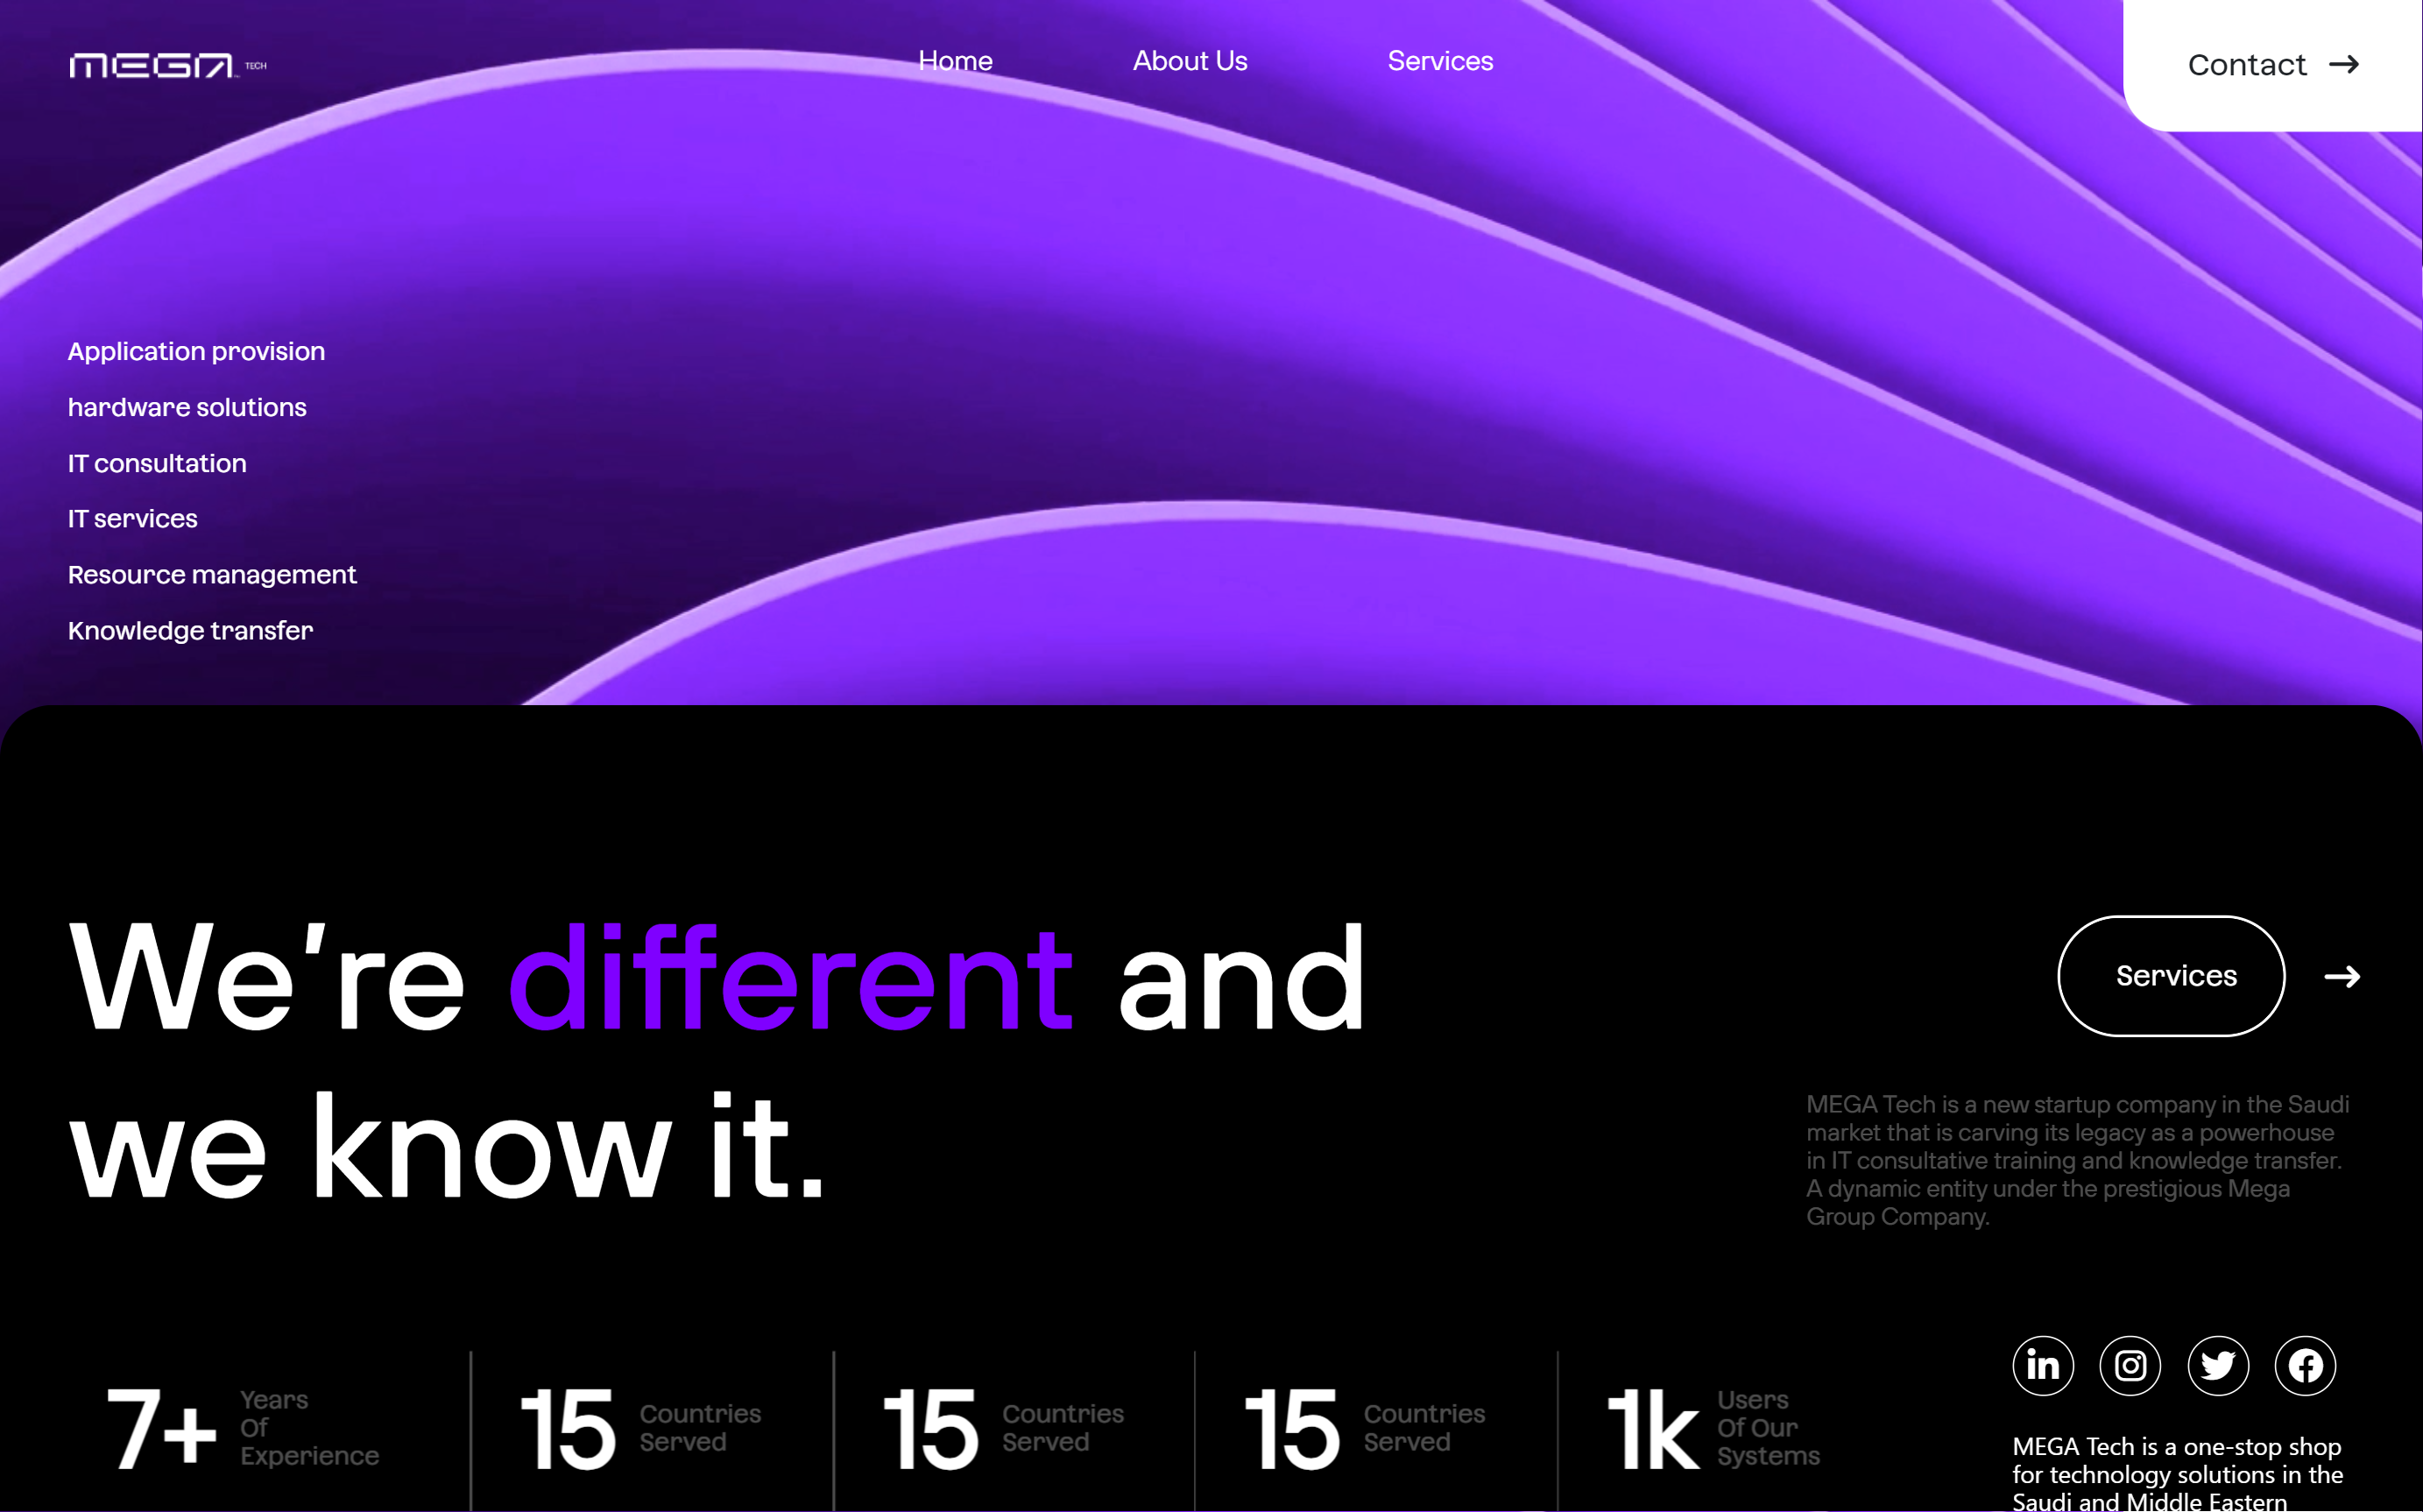 MEGA TECH
Home
About Us
Services
Contact
Application provision
hardware solutions
IT consultation
IT services
Resource management
Knowledge transfer
We're different and
we know it.
Services
MEGA Tech is a new startup company in the Saudi
market that is carving its legacy as a powerhouse
in IT consultative training and knowledge transfer.
A dynamic entity under the prestigious Mega
Group Company.
7+
Years
Of
Experience
15
Countries
Served
15
Countries
Served
15
Countries
Served
1k
Users
Of Our
Systems
MEGA Tech is a one-stop shop
for technology solutions in the
Saudi and Middle Eastern